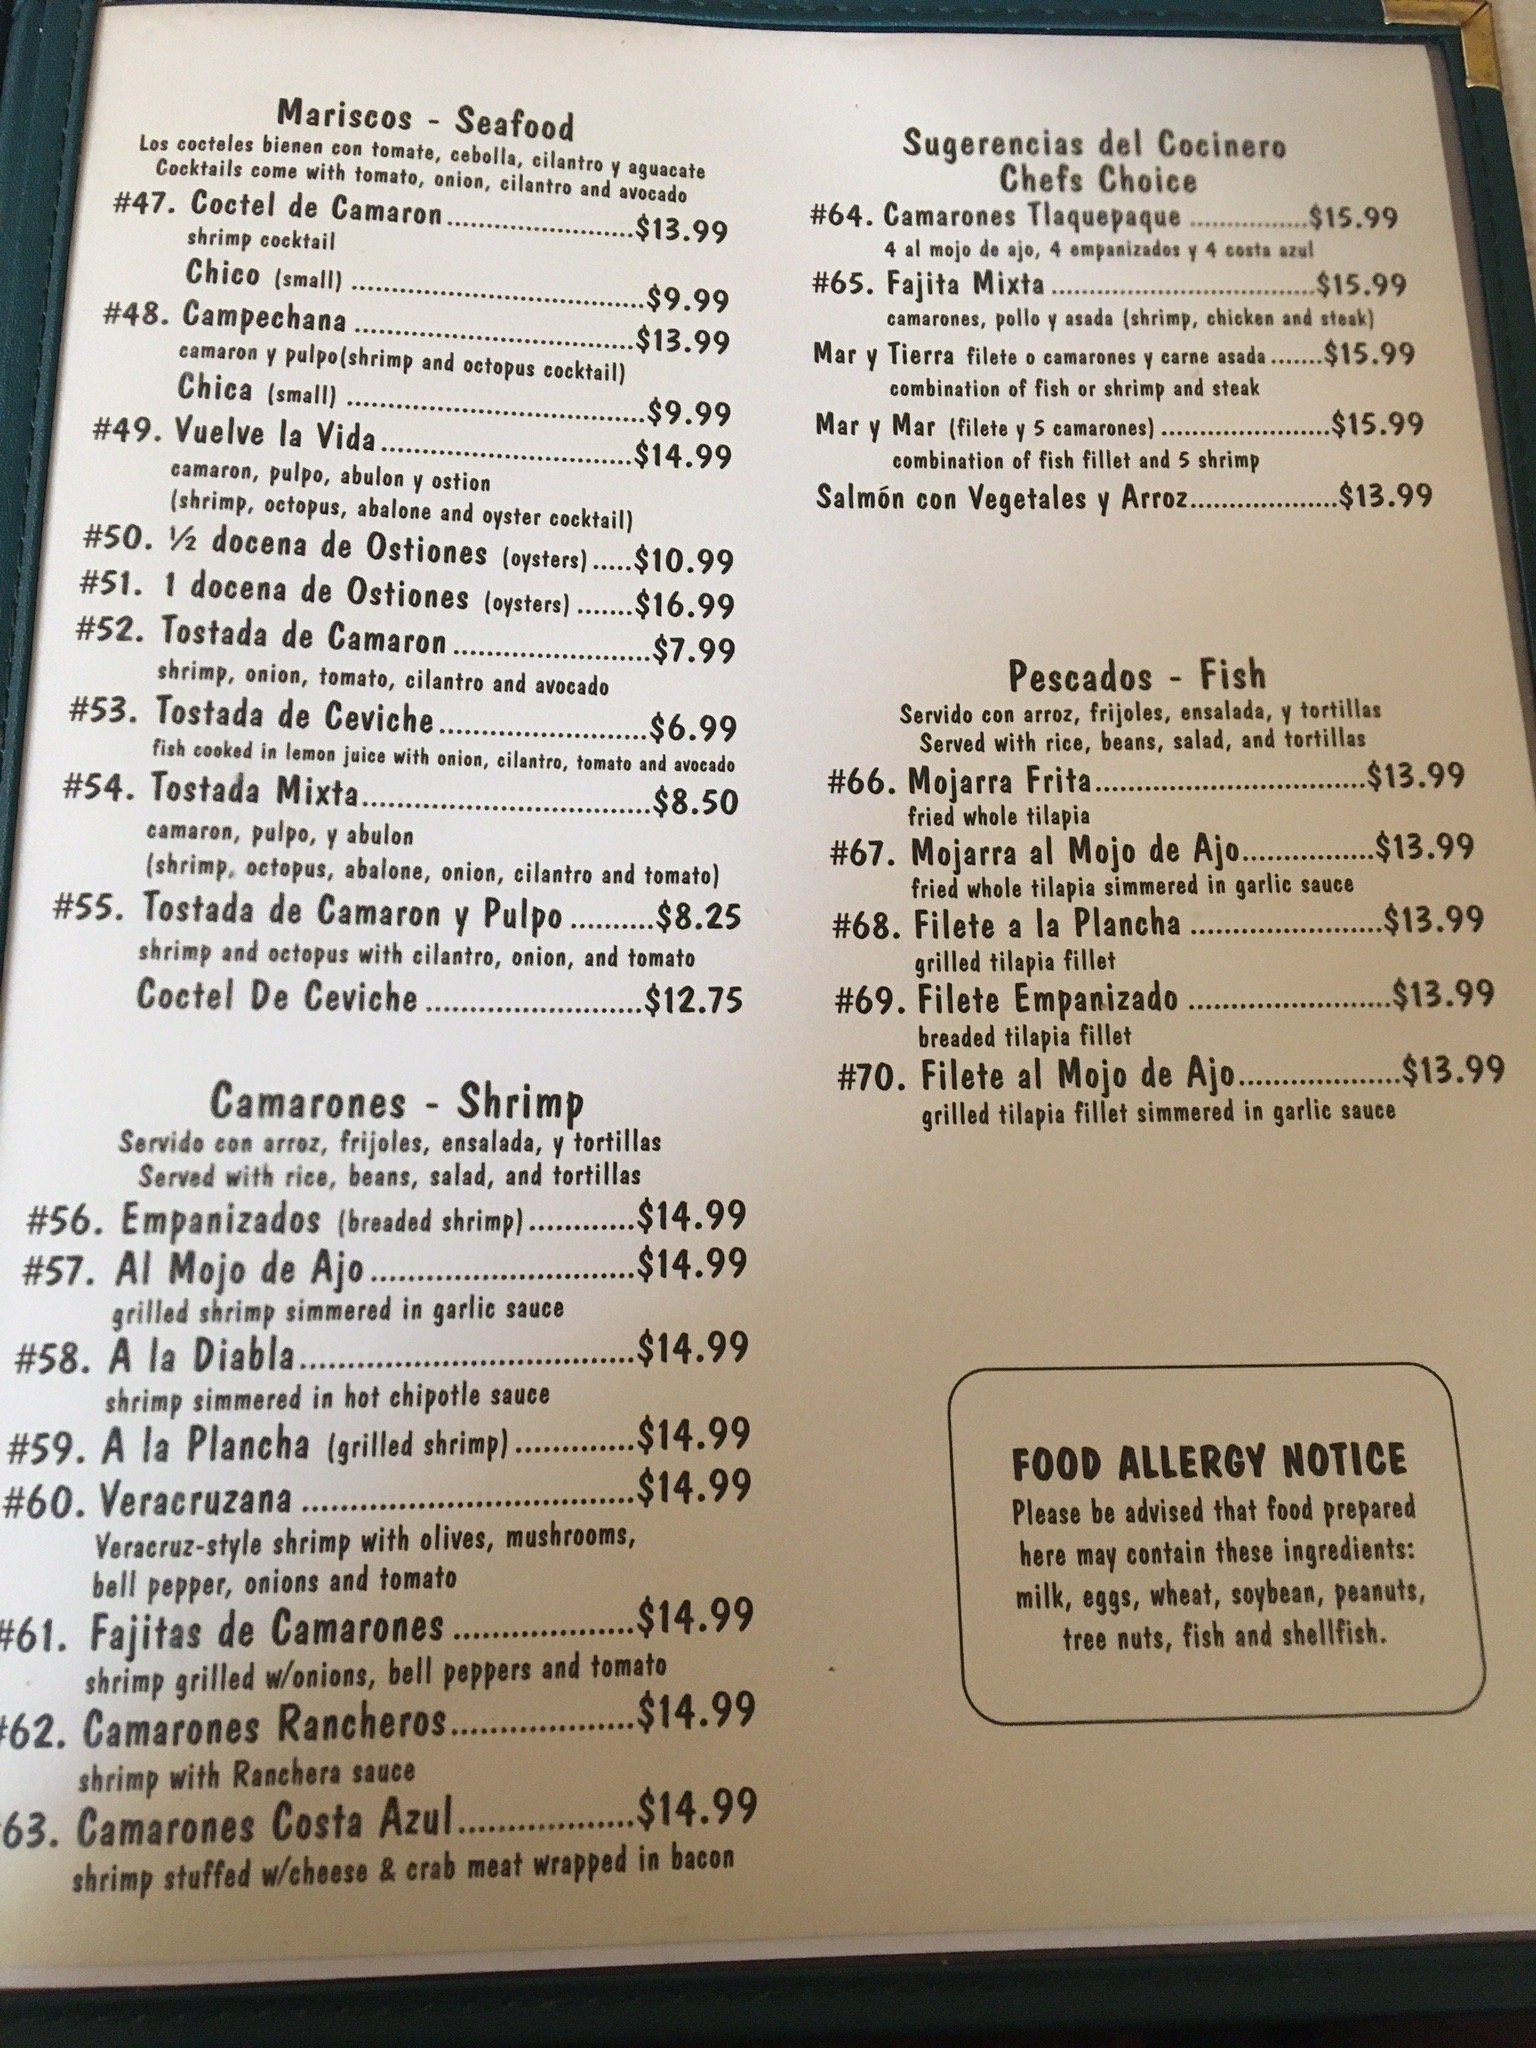 Mariscos - Seafood
Los cocteles bienen con tomate, cebolla, cilantro y aguacate
Cocktails come with tomato, onion, cilantro and avocado
#47. Coctel de Camaron......................$13.99
shrimp cocktail
Chico (small) ..................................$9.99
#48. Campechana ................................$13.99
camaron y pulpo(shrimp and octopus cocktail)
Chica (small) ..................................$9.99
#49. Vuelve la Vida.............................$14.99
camaron, pulpo, abulon y ostion
(shrimp, octopus, abalone and oyster cocktail)
#50. ½ docena de Ostiones (oysters).....$10.99
#51. 1 docena de Ostiones (oysters).......$16.99
#52. Tostada de Camaron.......................$7.99
shrimp, onion, tomato, cilantro and avocado
#53. Tostada de Ceviche........................$6.99
fish cooked in lemon juice with onion, cilantro, tomato and avocado
#54. Tostada Mixta.................................$8.50
camaron, pulpo, y abulon
(shrimp, octopus, abalone, onion, cilantro and tomato)
#55. Tostada de Camaron y Pulpo..........$8.25
shrimp and octopus with cilantro, onion, and tomato
Coctel De Ceviche.........................$12.75
Camarones - Shrimp
Servido con arroz, frijoles, ensalada, y tortillas
Served with rice, beans, salad, and tortillas
#56. Empanizados (breaded shrimp)............$14.99
#57. Al Mojo de Ajo..............................$14.99
grilled shrimp simmered in garlic sauce
#58. A la Diabla....................................$14.99
shrimp simmered in hot chipotle sauce
#59. A la Plancha (grilled shrimp).............$14.99
#60. Veracruzana ..................................$14.99
Veracruz-style shrimp with olives, mushrooms,
bell pepper, onions and tomato
#61. Fajitas de Camarones ....................$14.99
shrimp grilled w/onions, bell peppers and tomato
#62. Camarones Rancheros....................$14.99
shrimp with Ranchera sauce
63. Camarones Costa Azul...................$14.99
shrimp stuffed w/cheese & crab meat wrapped in bacon
Sugerencias del Cocinero
Chefs Choice
#64. Camarones Tlaquepaque .................$15.99
4 al mojo de ajo, 4 empanizados y 4 costa azul
#65. Fajita Mixta....................................$15.99
camarones, pollo y asada (shrimp, chicken and steak)
Mar y Tierra filete o camarones y carne asada.......$15.99
combination of fish or shrimp and steak
Mar y Mar (filete y 5 camarones)........................$15.99
combination of fish fillet and 5 shrimp
Salmón con Vegetales y Arroz....................$13.99
Pescados - Fish
Servido con arroz, frijoles, ensalada, y tortillas
Served with rice, beans, salad, and tortillas
#66. Mojarra Frita....................................$13.99
fried whole tilapia
#67. Mojarra al Mojo de Ajo.................$13.99
fried whole tilapia simmered in garlic sauce
#68. Filete a la Plancha ........................$13.99
grilled tilapia fillet
#69. Filete Empanizado .........................$13.99
breaded tilapia fillet
#70. Filete al Mojo de Ajo....................$13.99
grilled tilapia fillet simmered in garlic sauce
FOOD ALLERGY NOTICE
Please be advised that food prepared
here may contain these ingredients:
milk, eggs, wheat, soybean, peanuts,
tree nuts, fish and shellfish.